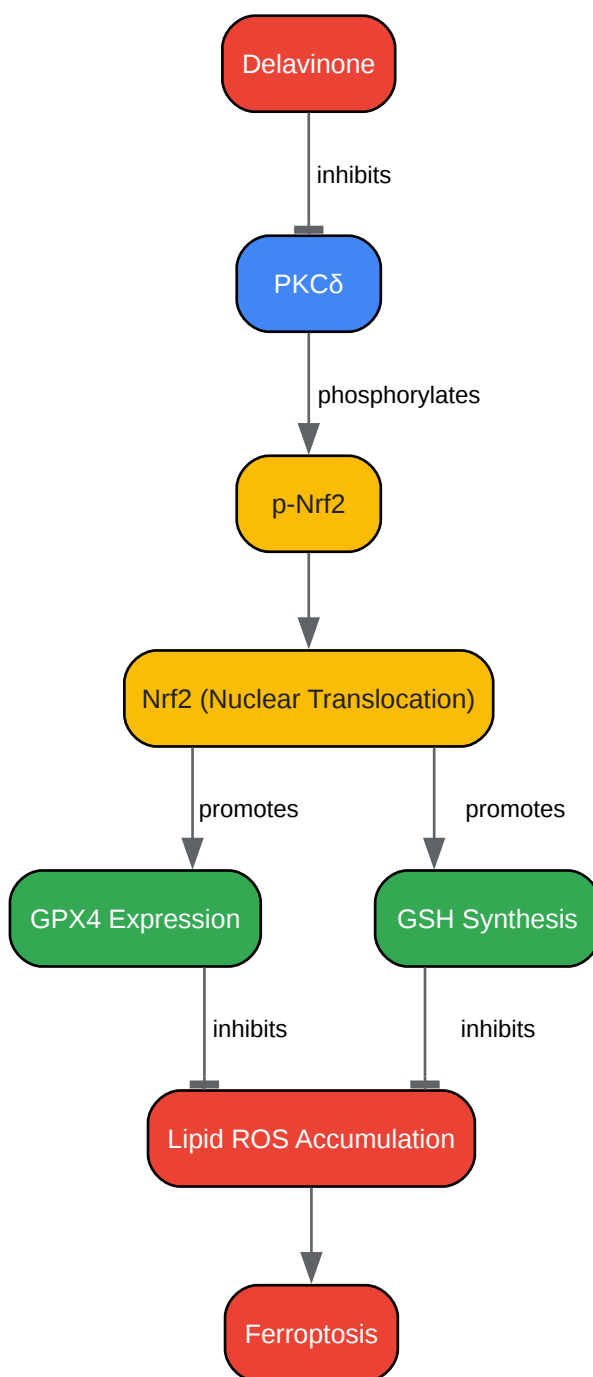 Delavinone
inhibits
PKCδ
phosphorylates
p-Nrf2
Nrf2 (Nuclear Translocation)
promotes
promotes
GPX4 Expression
GSH Synthesis
inhibits
inhibits
Lipid ROS Accumulation
Ferroptosis